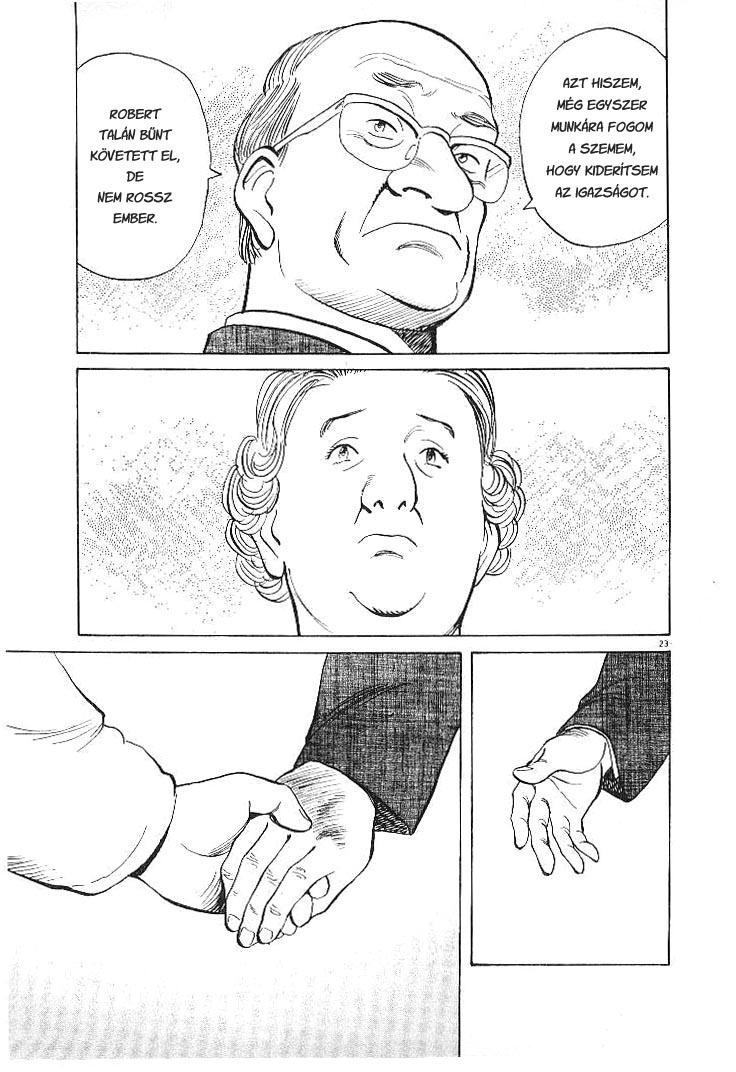 AZT HISZEM,
MÉG EGYSZER
MUNKÁRA FOGOM
A SZEMEM,
HOGY KIDERÍTSEM
AZ IGAZSÁGOT.
ROBERT
TALÁN BŰNT
KÖVETETT EL,
DE
NEM ROSSZ
EMBER.
23